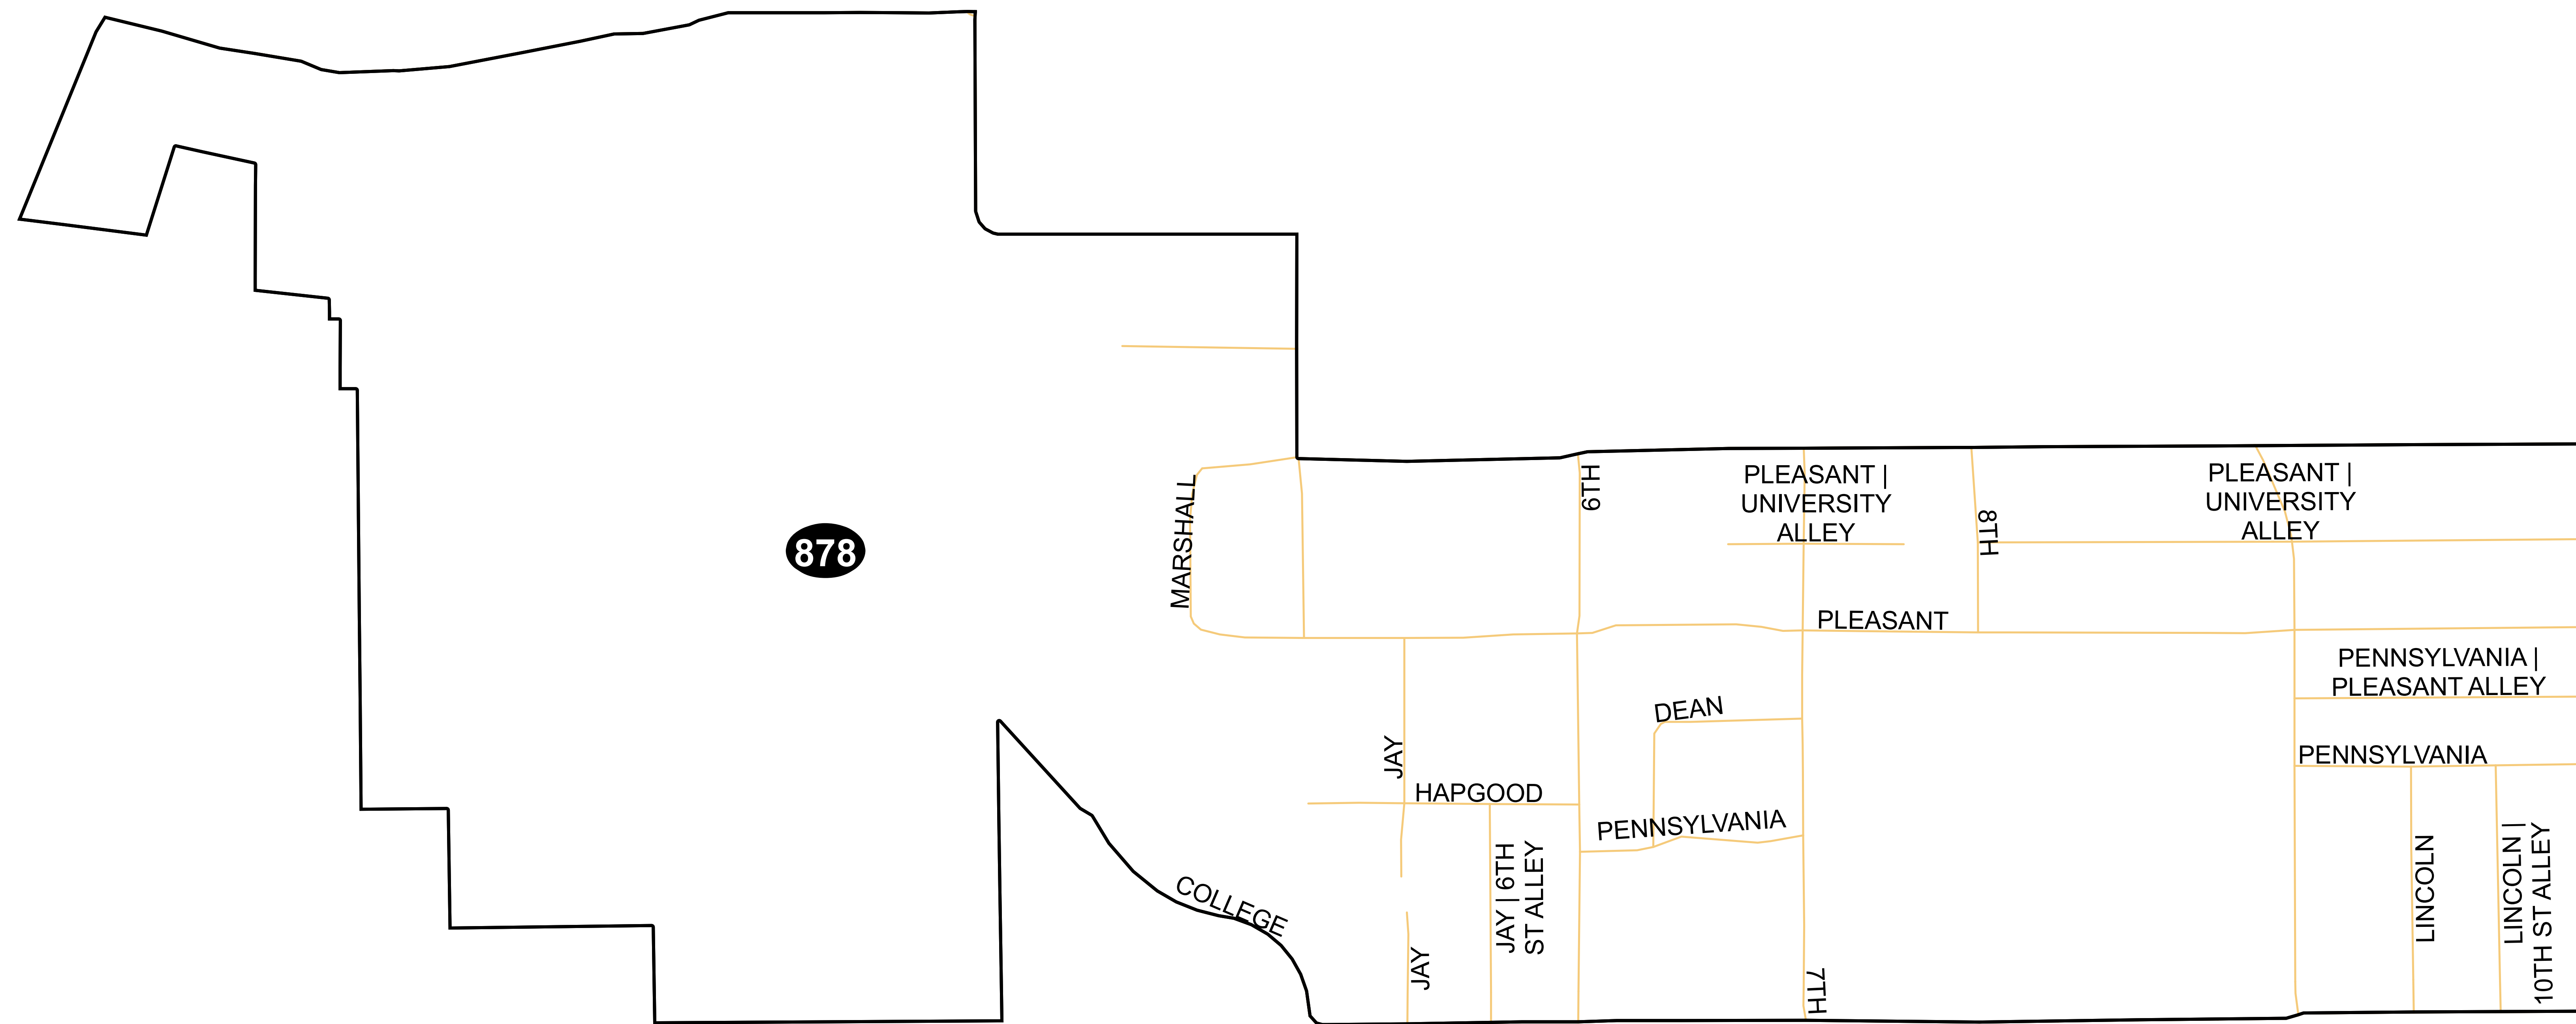 PLEASANT |
UNIVERSITY
ALLEY
PLEASANT |
UNIVERSITY
ALLEY
6TH
8TH
MARSHALL
878
PLEASANT
PENNSYLVANIA |
PLEASANT ALLEY
DEAN
JAY
PENNSYLVANIA
HAPGOOD
PENNSYLVANIA
COLLEGE
JAY | 6TH
ST ALLEY
LINCOLN
LINCOLN |
10TH ST ALLEY
JAY
7TH